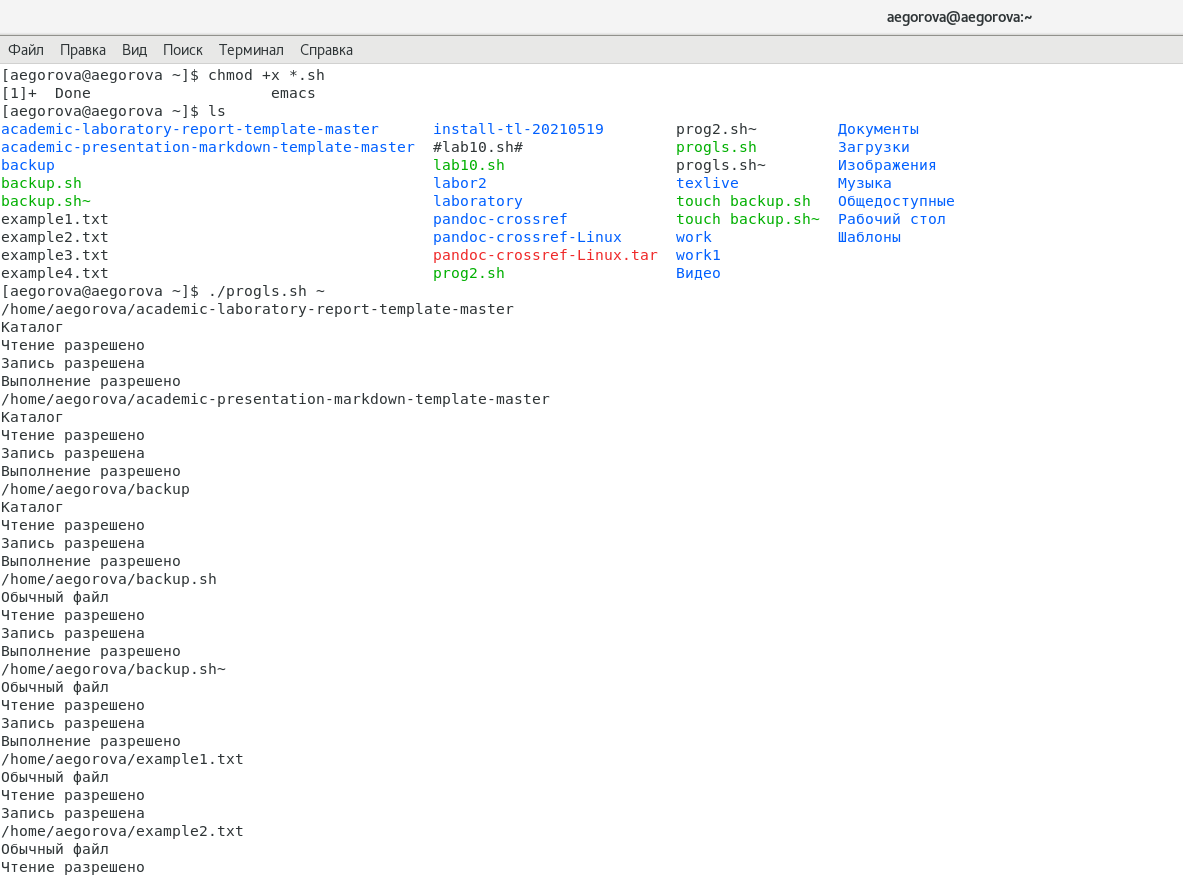 aegorova@aegorova:~
Файл Правка Вид Поиск Терминал Справка
[aegorova@aegorova ~]$ chmod +x *.sh
[1]+  Done                    emacs
[aegorova@aegorova ~]$ ls
academic-laboratory-report-template-master      install-tl-20210519        prog2.sh~         Документы
academic-presentation-markdown-template-master  #lab10.sh#                 progls.sh         Загрузки
backup                                          lab10.sh                   progls.sh~        Изображения
backup.sh                                       labor2                     texlive           Музыка
backup.sh~                                      laboratory                 touch backup.sh   Общедоступные
example1.txt                                    pandoc-crossref            touch backup.sh~  Рабочий стол
example2.txt                                    pandoc-crossref-Linux      work              Шаблоны
example3.txt                                    pandoc-crossref-Linux.tar  work1
example4.txt                                    prog2.sh                   Видео
[aegorova@aegorova ~]$ ./progls.sh ~
/home/aegorova/academic-laboratory-report-template-master
Каталог
Чтение разрешено
Запись разрешена
Выполнение разрешено
/home/aegorova/academic-presentation-markdown-template-master
Каталог
Чтение разрешено
Запись разрешена
Выполнение разрешено
/home/aegorova/backup
Каталог
Чтение разрешено
Запись разрешена
Выполнение разрешено
/home/aegorova/backup.sh
Обычный файл
Чтение разрешено
Запись разрешена
Выполнение разрешено
/home/aegorova/backup.sh~
Обычный файл
Чтение разрешено
Запись разрешена
Выполнение разрешено
/home/aegorova/example1.txt
Обычный файл
Чтение разрешено
Запись разрешена
/home/aegorova/example2.txt
Обычный файл
Чтение разрешено